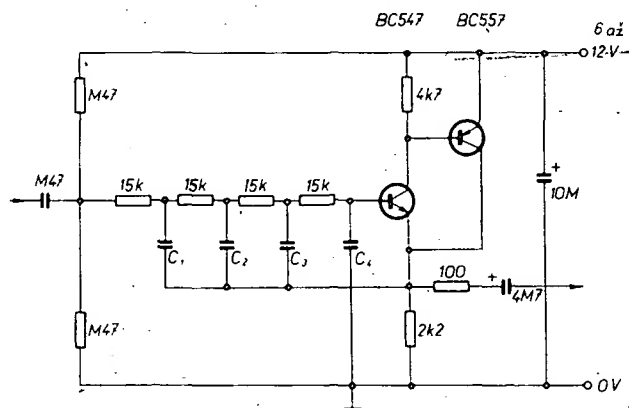 BC547 BC557
6 až
12·V
M47
4k7
M47
15k 15k 15k 15k
10M
C₁ C₂ C₃ C₄
100
4M7
M47
2k2
0V